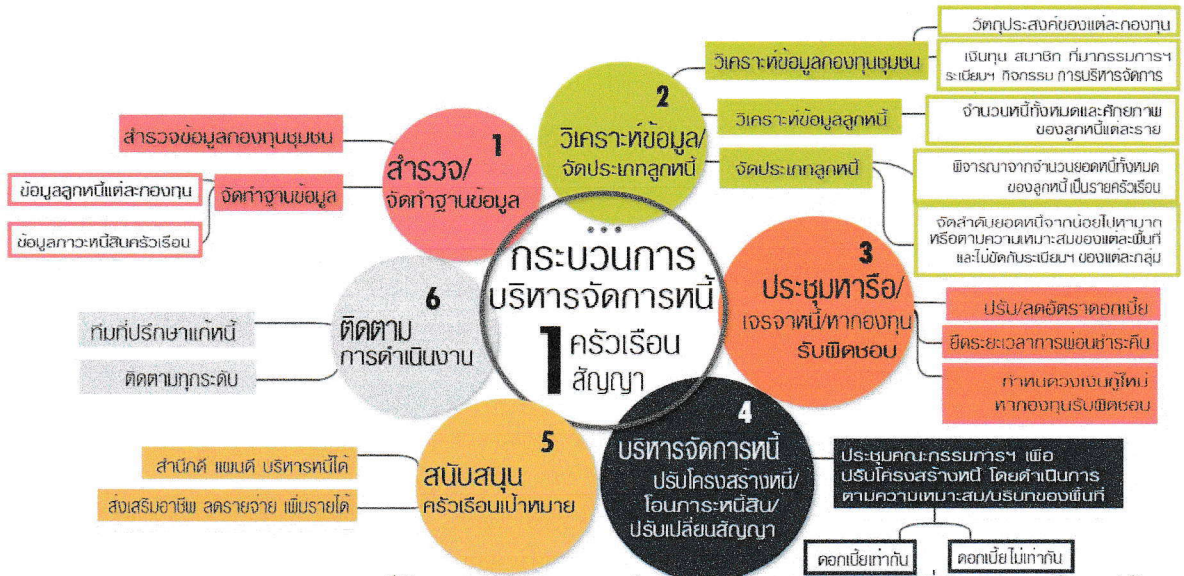 กระบวนการ
บริหารจัดการหนี้
1 ครัวเรือน
สัญญา
1
สำรวจ/
จัดทำฐานข้อมูล
สำรวจข้อมูลกองทุนชุมชน
จัดทำฐานข้อมูล
ข้อมูลลูกหนี้แต่ละกองทุน
ข้อมูลภาวะหนี้สินครัวเรือน
2
วิเคราะห์ข้อมูล/
จัดประเภทลูกหนี้
วิเคราะห์ข้อมูลกองทุนชุมชน
วัตถุประสงค์ของแต่ละกองทุน
เงินทุน สมาชิก ที่มากรรมการฯ
ระเบียบฯ กิจกรรม การบริหารจัดการ
วิเคราะห์ข้อมูลลูกหนี้
จำนวนหนี้ทั้งหมดและศักยภาพ
ของลูกหนี้แต่ละราย
จัดประเภทลูกหนี้
พิจารณาจากจำนวนยอดหนี้ทั้งหมด
ของลูกหนี้ เป็นรายครัวเรือน
จัดลำดับยอดหนี้จากน้อยไปหามาก
หรือตามความเหมาะสมของแต่ละพื้นที่
และไม่ขัดกับระเบียบฯ ของแต่ละกลุ่ม
3
ประชุมหารือ/
เจรจาหนี้/หากองทุน
รับผิดชอบ
ปรับ/ลดอัตราดอกเบี้ย
ยืดระยะเวลาการผ่อนชำระคืน
กำหนดวงเงินกู้ใหม่
หากองทุนรับผิดชอบ
4
บริหารจัดการหนี้
ปรับโครงสร้างหนี้/
โอนภาระหนี้สิน/
ปรับเปลี่ยนสัญญา
ประชุมคณะกรรมการฯ เพื่อ
ปรับโครงสร้างหนี้ โดยดำเนินการ
ตามความเหมาะสม/บริบทของพื้นที่
ดอกเบี้ยเท่ากัน
ดอกเบี้ยไม่เท่ากัน
5
สนับสนุน
ครัวเรือนเป้าหมาย
สำนึกดี แผนดี บริหารหนี้ได้
ส่งเสริมอาชีพ ลดรายจ่าย เพิ่มรายได้
6
ติดตาม
การดำเนินงาน
ทีมที่ปรึกษาแก้หนี้
ติดตามทุกระดับ